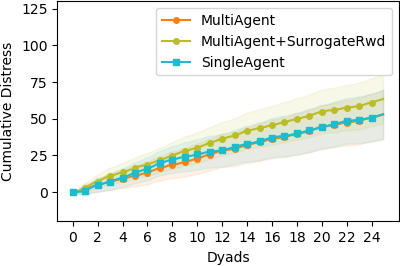 125
100
75
50
25
0
Cumulative Distress
MultiAgent
MultiAgent+SurrogateRwd
SingleAgent
0 2 4 6 8 10 12 14 16 18 20 22 24
Dyads